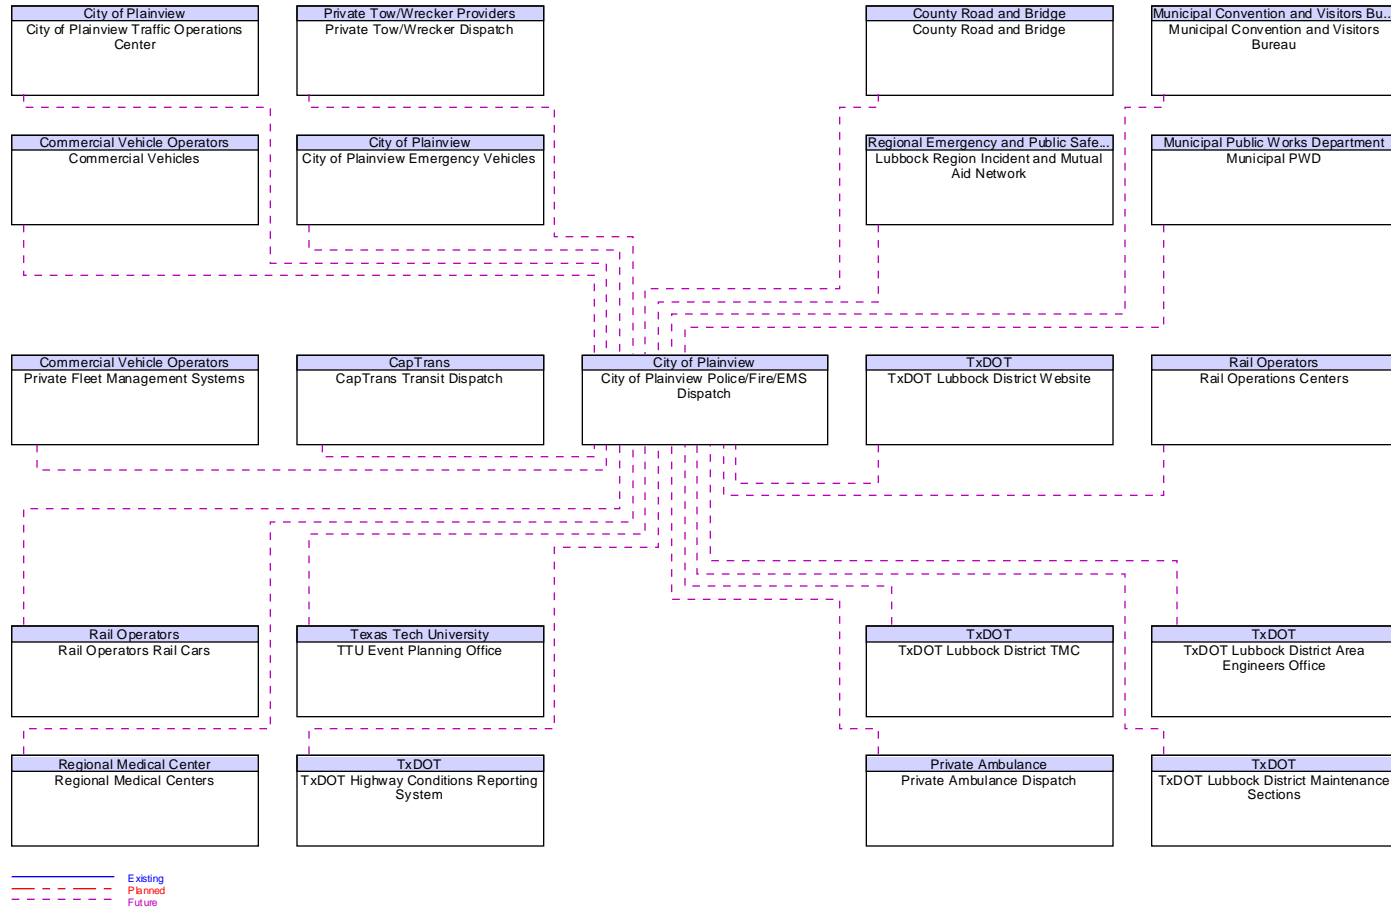 City of Plainview
City of Plainview Traffic Operations
Center
Private Tow/Wrecker Providers
Private Tow/Wrecker Dispatch
County Road and Bridge
County Road and Bridge
Municipal Convention and Visitors Bu...
Municipal Convention and Visitors
Bureau
Commercial Vehicle Operators
Commercial Vehicles
City of Plainview
City of Plainview Emergency Vehicles
Regional Emergency and Public Safe...
Lubbock Region Incident and Mutual
Aid Network
Municipal Public Works Department
Municipal PWD
Commercial Vehicle Operators
Private Fleet Management Systems
CapTrans
CapTrans Transit Dispatch
City of Plainview
City of Plainview Police/Fire/EMS
Dispatch
TxDOT
TxDOT Lubbock District Website
Rail Operators
Rail Operations Centers
Rail Operators
Rail Operators Rail Cars
Texas Tech University
TTU Event Planning Office
TxDOT
TxDOT Lubbock District TMC
TxDOT
TxDOT Lubbock District Area
Engineers Office
Regional Medical Center
Regional Medical Centers
TxDOT
TxDOT Highway Conditions Reporting
System
Private Ambulance
Private Ambulance Dispatch
TxDOT
TxDOT Lubbock District Maintenance
Sections
Existing
Planned
Future